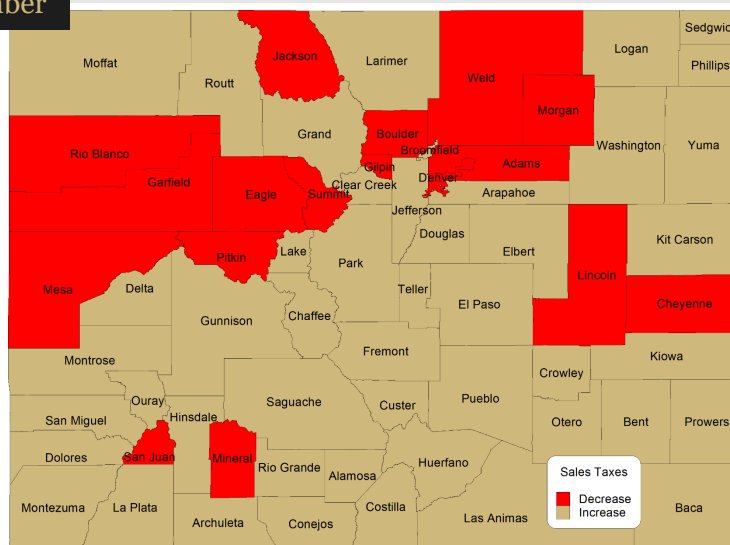 Sedgwic
Logan
Moffat
Jackson
Larimer
Phillips
Routt
Weld
Morgan
Grand
Boulder
Washington
Yuma
Broomfield
Rio Blanco
Gilpin
Adams
Garfield
Denver
Clear Creek
Eagle
Summit
Arapahoe
Jefferson
Douglas
Kit Carson
Lake
Elbert
Pitkin
Park
Lincoln
Mesa
Delta
Teller
Cheyenne
El Paso
Chaffee
Gunnison
Fremont
Kiowa
Montrose
Crowley
Ouray
Saguache
Pueblo
Custer
Hinsdale
San Miguel
Otero
Bent
Prowers
Dolores
San Juan
Mineral
Rio Grande
Huerfano
Alamosa
Sales Taxes
Decrease
Increase
Montezuma
La Plata
Costilla
Baca
Archuleta
Conejos
Las Animas